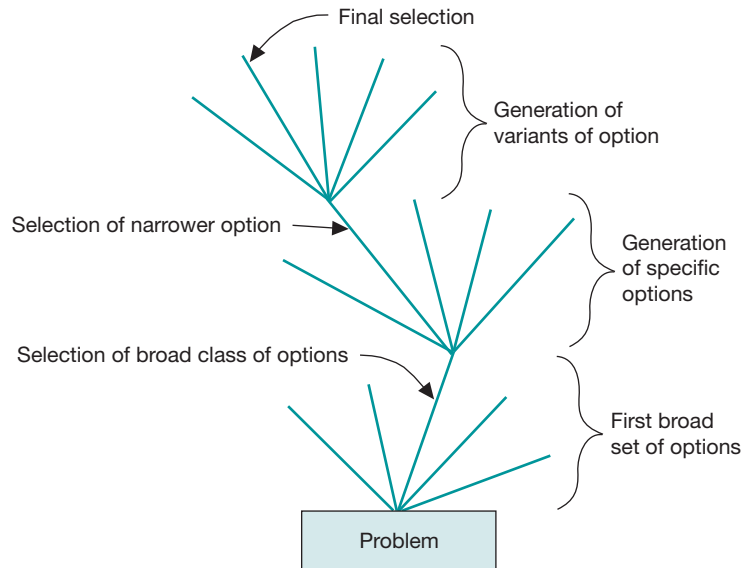 Final selection
Generation of
variants of option
Selection of narrower option
Generation
of specific
options
Selection of broad class of options
First broad
set of options
Problem